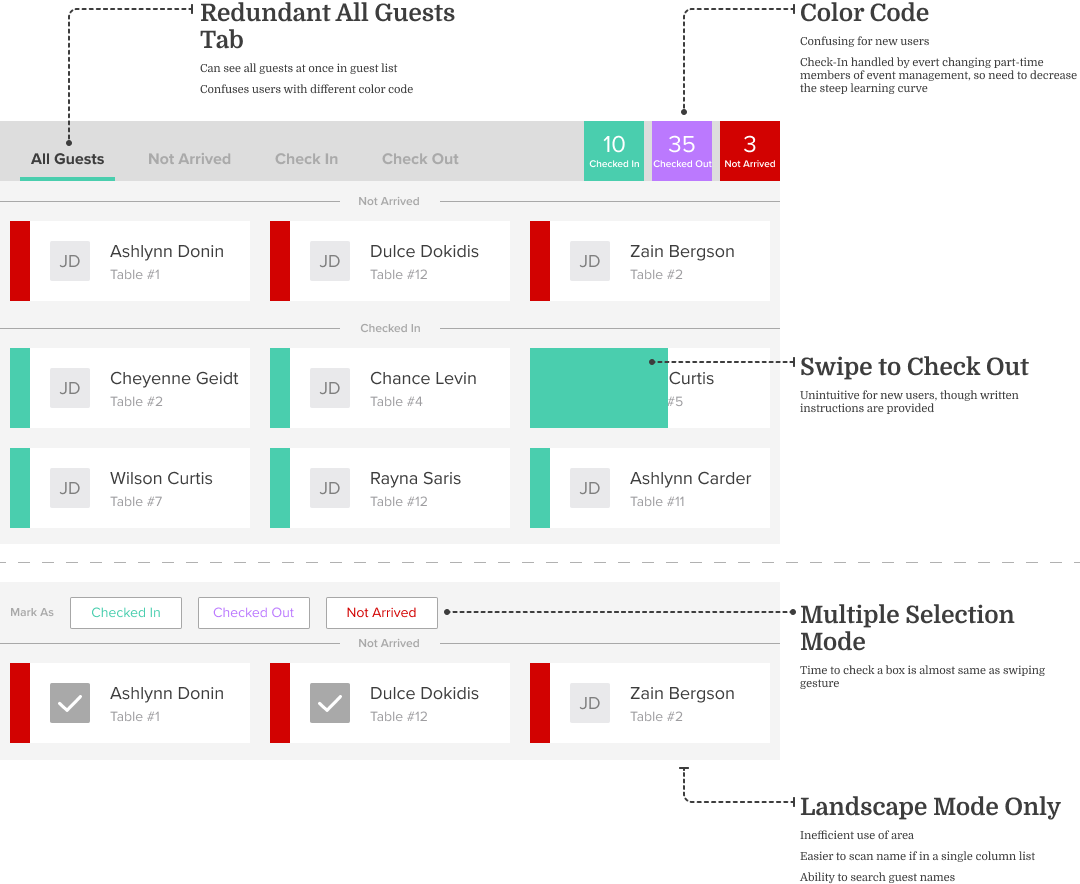 Redundant All Guests
Tab
Can see all guests at once in guest list
Confuses users with different color code
Color Code
Confusing for new users
Check-In handled by evert changing part-time
members of event management, so need to decrease
the steep learning curve
All Guests
Not Arrived
Check In
Check Out
10
Checked In
35
Checked Out
3
Not Arrived
Not Arrived
JD
Ashlynn Donin
Table #1
JD
Dulce Dokidis
Table #12
JD
Zain Bergson
Table #2
Checked In
JD
Cheyenne Geidt
Table #2
JD
Chance Levin
Table #4
Curtis
#5
Swipe to Check Out
Unintuitive for new users, though written
instructions are provided
JD
Wilson Curtis
Table #7
JD
Rayna Saris
Table #12
JD
Ashlynn Carder
Table #11
Mark As
Checked In
Checked Out
Not Arrived
Multiple Selection
Mode
Time to check a box is almost same as swiping
gesture
Not Arrived
Ashlynn Donin
Table #1
Dulce Dokidis
Table #12
JD
Zain Bergson
Table #2
Landscape Mode Only
Inefficient use of area
Easier to scan name if in a single column list
Ability to search guest names